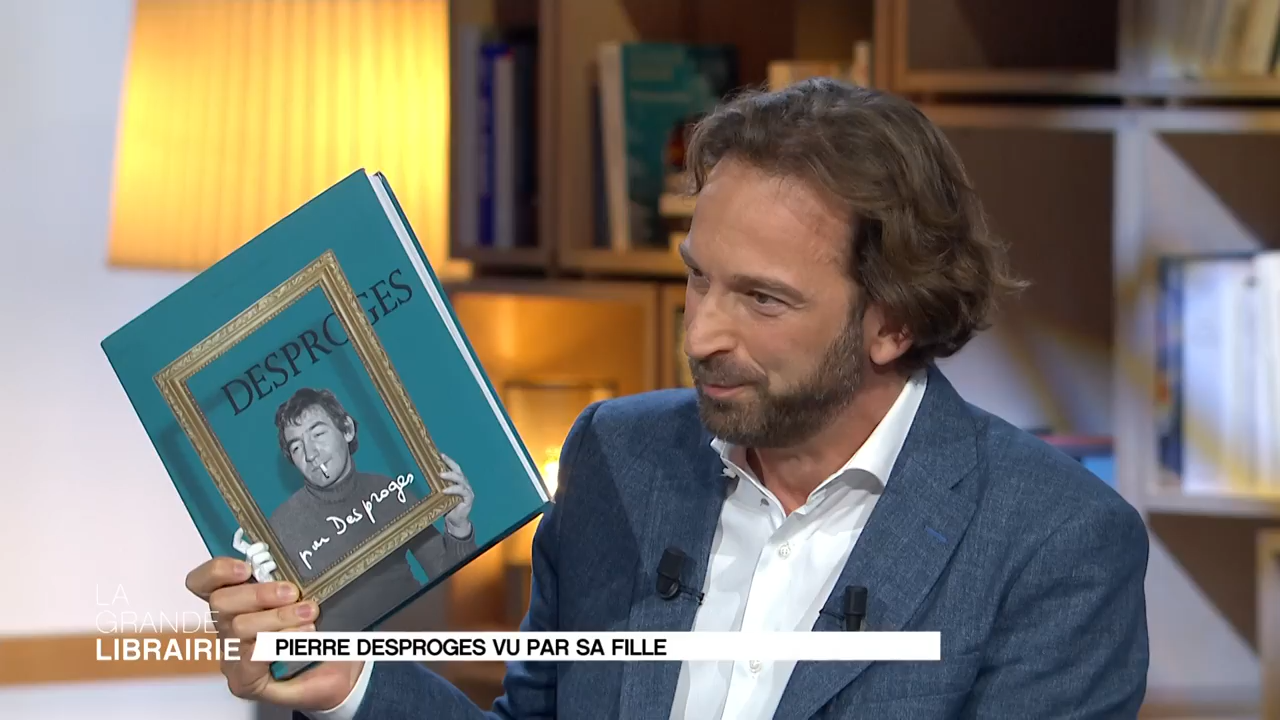 DESPROGES
par Desproges
LA
GRANDE
LIBRAIRIE
PIERRE DESPROGES VU PAR SA FILLE